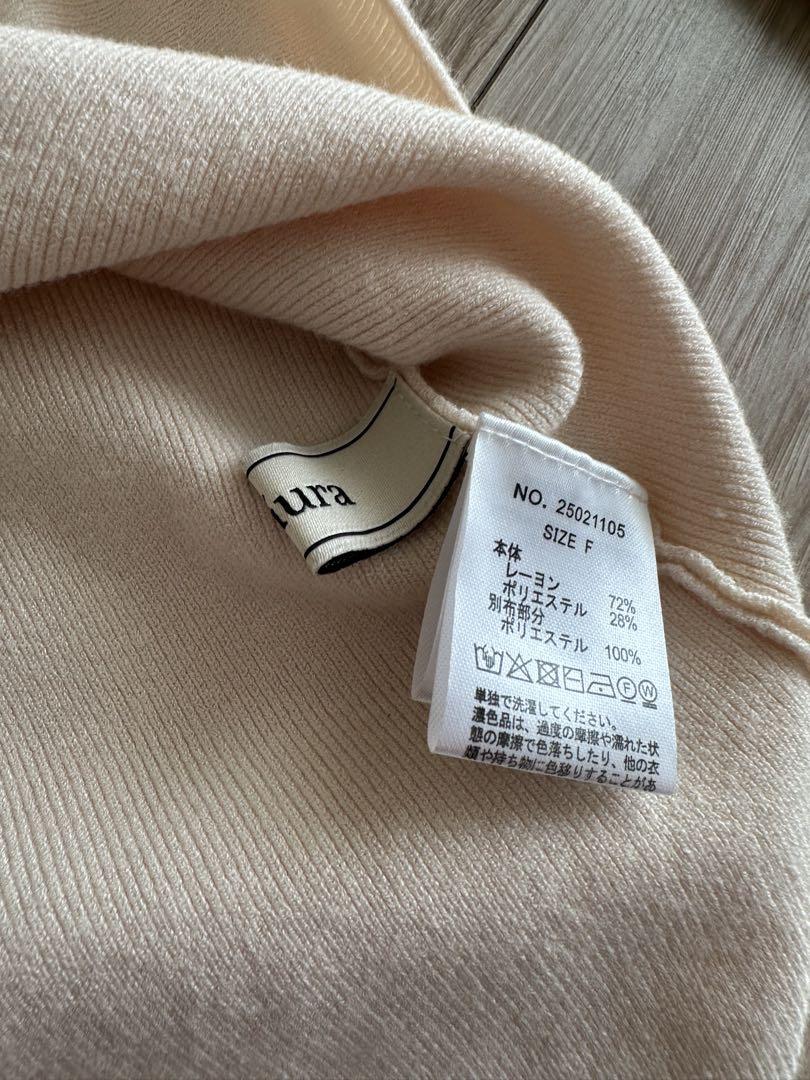 NO. 25021105
SIZE F
本体
レーヨン 72%
ポリエステル 28%
別布部分
ポリエステル 100%
F W
単独で洗濯してください。
濃色品は、過度の摩擦や濡れた状
態の摩擦で色落ちしたり、他の衣
類や持ち物に色移りすることがあ